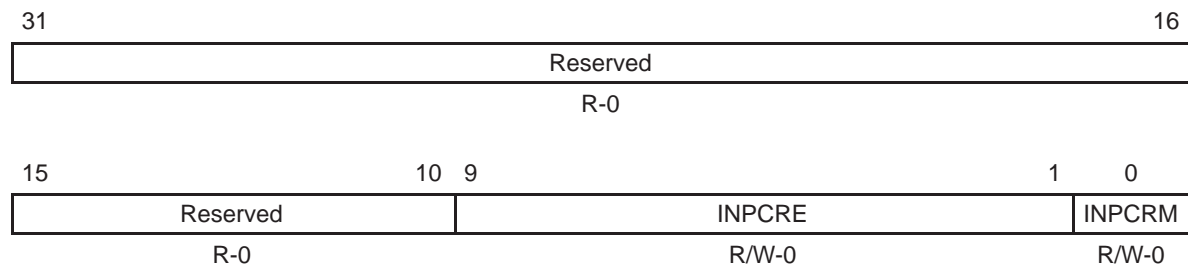 31 16
Reserved
R-0
15 10 9 1 0
Reserved INPCRE INPCRM
R-0 R/W-0 R/W-0